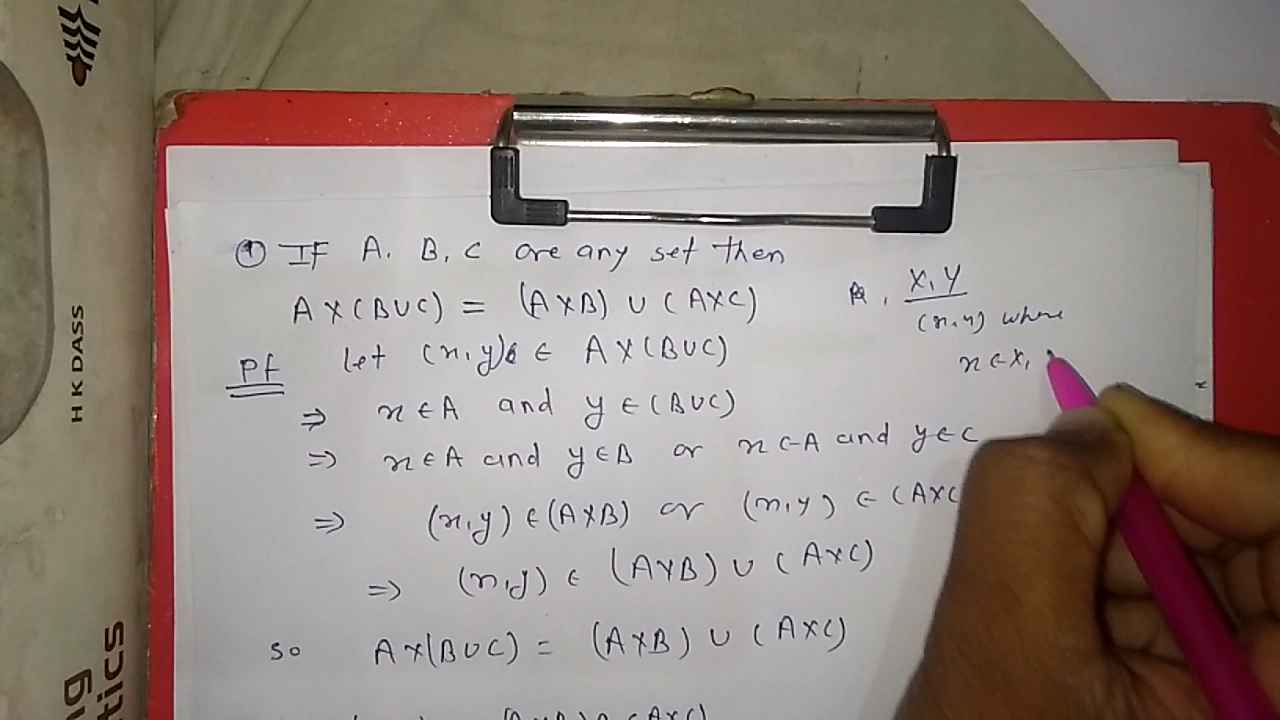 ① If A, B, C are any set then
A×(B∪C) = (A×B) ∪ (A×C)
Pf Let (x,y) ∈ A×(B∪C)
⇒ x∈A and y∈(B∪C)
⇒ x∈A and y∈B or x∈A and y∈C
⇒ (x,y)∈(A×B) or (x,y)∈(A×C
⇒ (x,y)∈ (A×B)∪(A×C)
so A×(B∪C) = (A×B) ∪ (A×C)
X, Y
(x,y) where
x∈X,
H K DASS